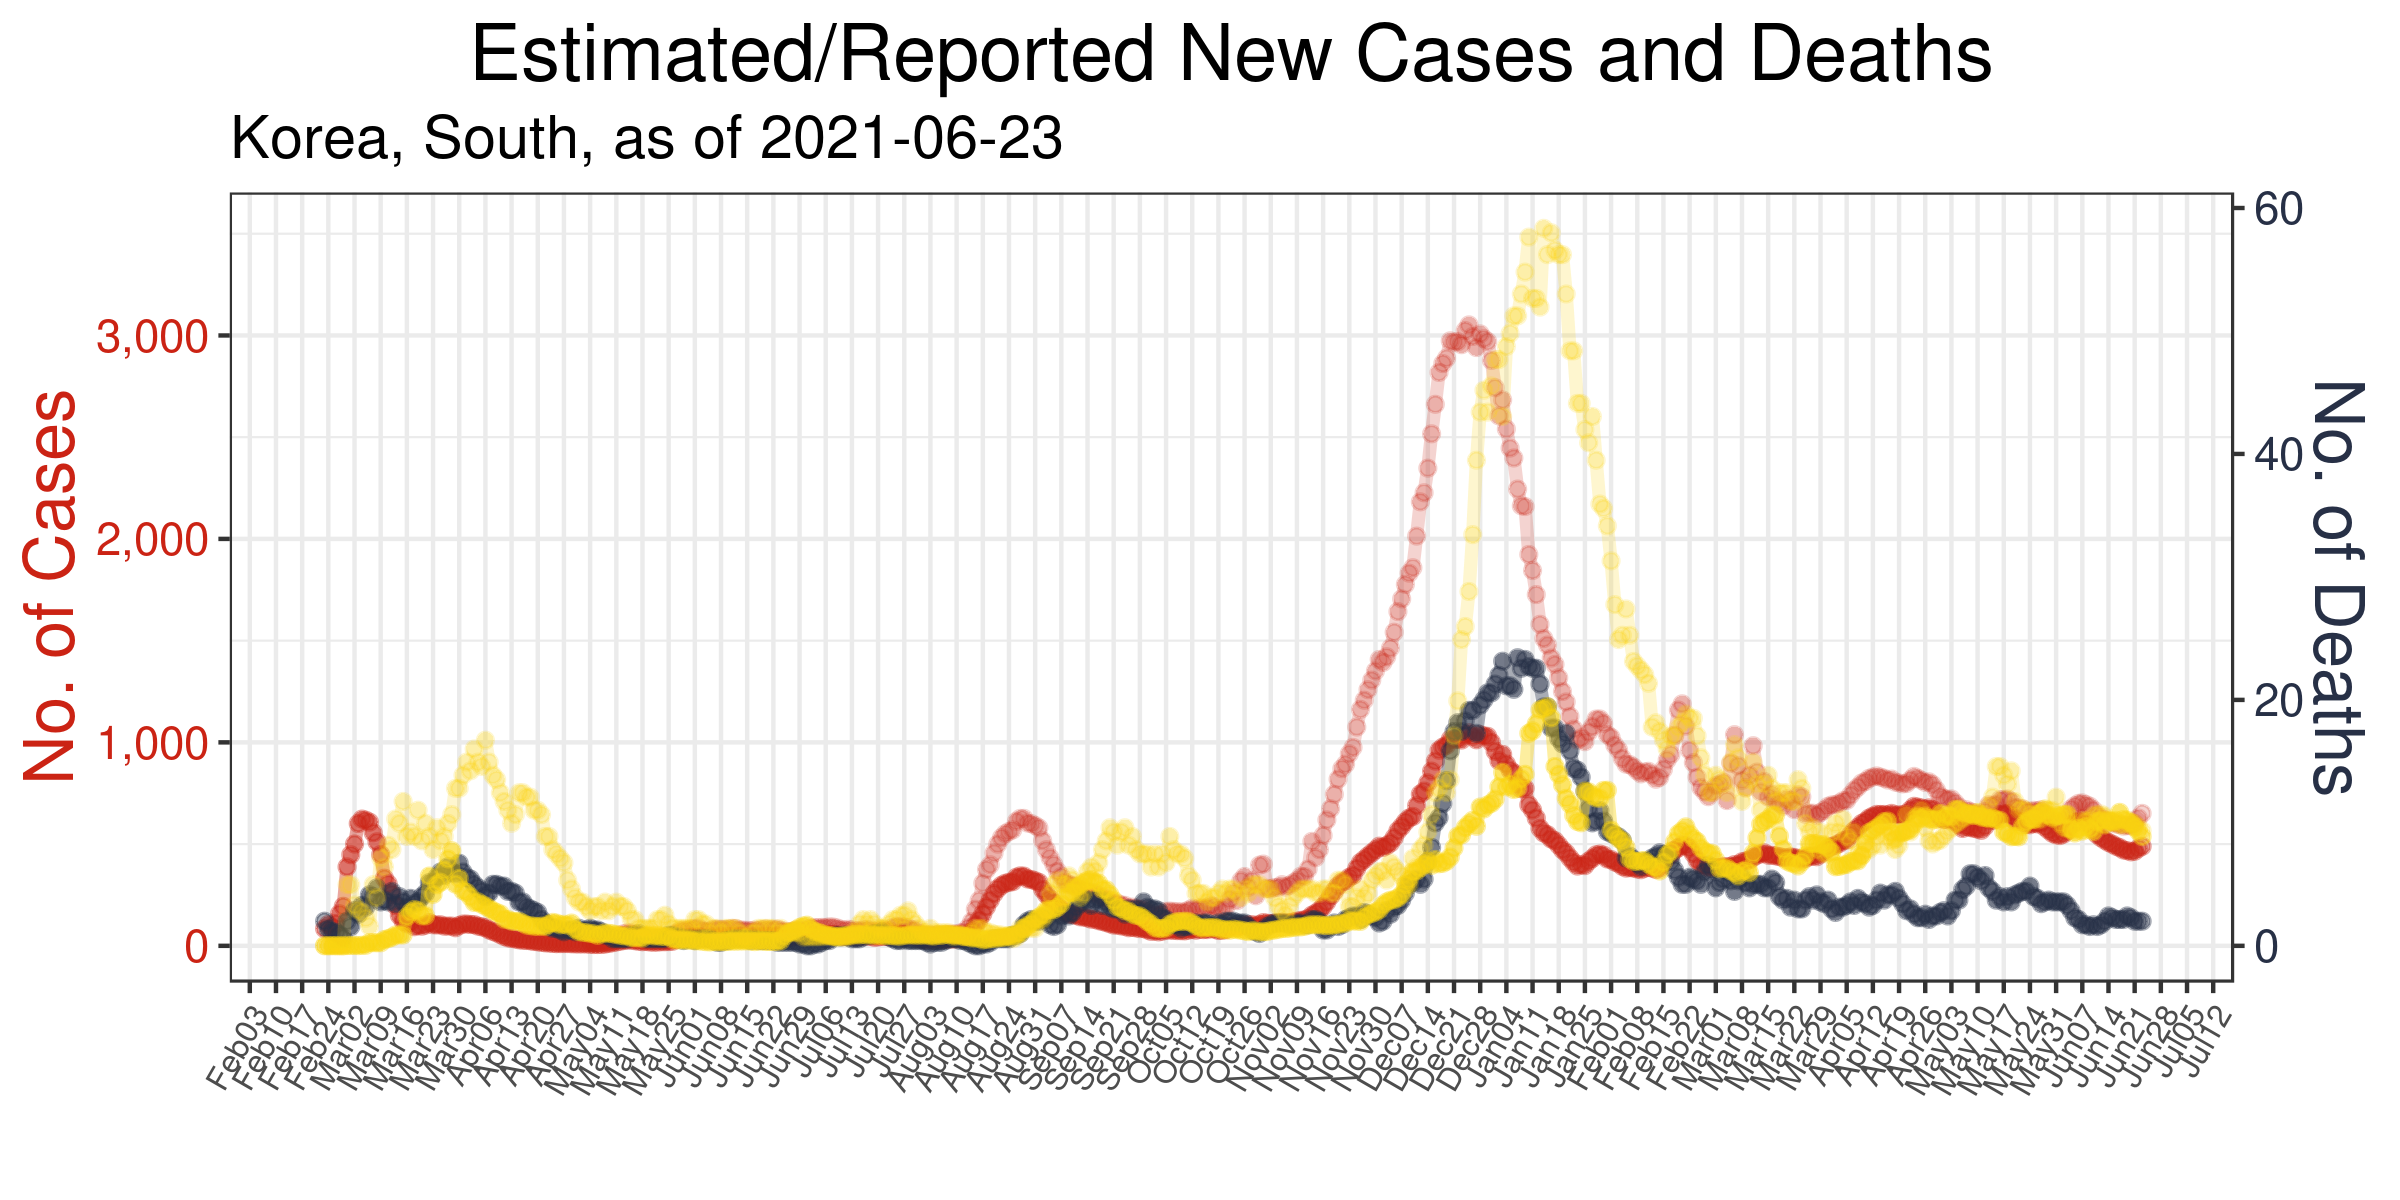 Estimated/Reported New Cases and Deaths
Korea, South, as of 2021-06-23
No. of Cases
3,000
2,000
1,000
0
No. of Deaths
60
40
20
0
Feb03
Feb10
Feb17
Feb24
Mar02
Mar09
Mar16
Mar23
Mar30
Apr06
Apr13
Apr20
Apr27
May04
May11
May18
May25
Jun01
Jun08
Jun15
Jun22
Jun29
Jul06
Jul13
Jul20
Jul27
Aug03
Aug10
Aug17
Aug24
Aug31
Sep07
Sep14
Sep21
Sep28
Oct05
Oct12
Oct19
Oct26
Nov02
Nov09
Nov16
Nov23
Nov30
Dec07
Dec14
Dec21
Dec28
Jan04
Jan11
Jan18
Jan25
Feb01
Feb08
Feb15
Feb22
Mar01
Mar08
Mar15
Mar22
Mar29
Apr05
Apr12
Apr19
Apr26
May03
May10
May17
May24
May31
Jun07
Jun14
Jun21
Jun28
Jul05
Jul12